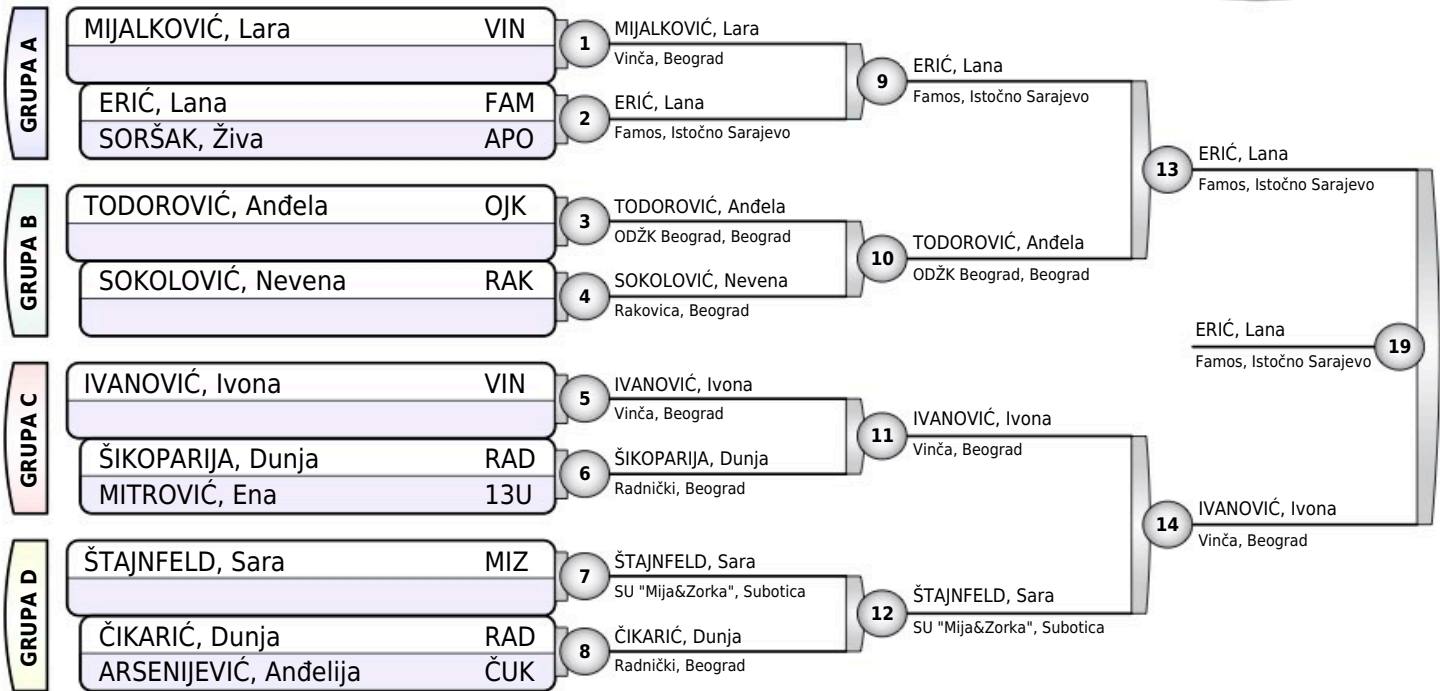 GRUPA A
MIJALKOVIĆ, Lara VIN
ERIĆ, Lana FAM
SORŠAK, Živa APO
GRUPA B
TODOROVIĆ, Anđela OJK
SOKOLOVIĆ, Nevena RAK
GRUPA C
IVANOVIĆ, Ivona VIN
ŠIKOPARIJA, Dunja RAD
MITROVIĆ, Ena 13U
GRUPA D
ŠTAJNFELD, Sara MIZ
ČIKARIĆ, Dunja RAD
ARSENIJEVIĆ, Anđelija ČUK
1
MIJALKOVIĆ, Lara
Vinča, Beograd
2
ERIĆ, Lana
Famos, Istočno Sarajevo
3
TODOROVIĆ, Anđela
ODŽK Beograd, Beograd
4
SOKOLOVIĆ, Nevena
Rakovica, Beograd
5
IVANOVIĆ, Ivona
Vinča, Beograd
6
ŠIKOPARIJA, Dunja
Radnički, Beograd
7
ŠTAJNFELD, Sara
SU "Mija&Zorka", Subotica
8
ČIKARIĆ, Dunja
Radnički, Beograd
9
ERIĆ, Lana
Famos, Istočno Sarajevo
10
TODOROVIĆ, Anđela
ODŽK Beograd, Beograd
11
IVANOVIĆ, Ivona
Vinča, Beograd
12
ŠTAJNFELD, Sara
SU "Mija&Zorka", Subotica
13
ERIĆ, Lana
Famos, Istočno Sarajevo
14
IVANOVIĆ, Ivona
Vinča, Beograd
ERIĆ, Lana
Famos, Istočno Sarajevo
19